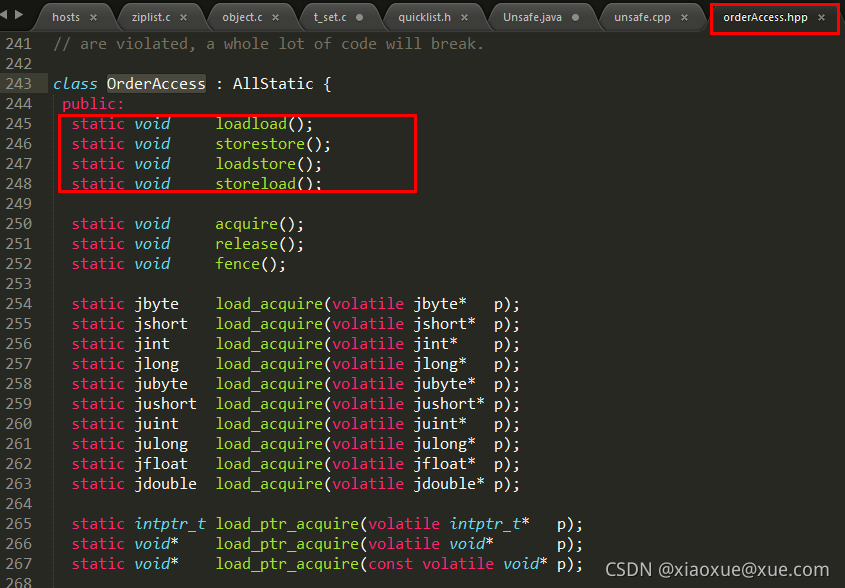 hosts × ziplist.c × object.c × t_set.c quicklist.h × Unsafe.java unsafe.cpp × orderAccess.hpp ×
241 // are violated, a whole lot of code will break.
242
243 class OrderAccess : AllStatic {
244 public:
245 static void loadload();
246 static void storestore();
247 static void loadstore();
248 static void storeload();
249
250 static void acquire();
251 static void release();
252 static void fence();
253
254 static jbyte load_acquire(volatile jbyte* p);
255 static jshort load_acquire(volatile jshort* p);
256 static jint load_acquire(volatile jint* p);
257 static jlong load_acquire(volatile jlong* p);
258 static jubyte load_acquire(volatile jubyte* p);
259 static jushort load_acquire(volatile jushort* p);
260 static juint load_acquire(volatile juint* p);
261 static julong load_acquire(volatile julong* p);
262 static jfloat load_acquire(volatile jfloat* p);
263 static jdouble load_acquire(volatile jdouble* p);
264
265 static intptr_t load_ptr_acquire(volatile intptr_t* p);
266 static void* load_ptr_acquire(volatile void* p);
267 static void* load_ptr_acquire(const volatile void* p);
268
CSDN @xiaoxue@xue.com